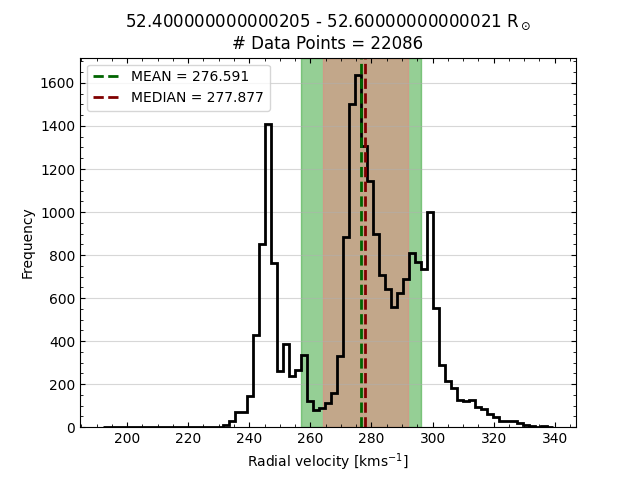 52.400000000000205 - 52.60000000000021 R⊙
# Data Points = 22086
MEAN = 276.591
MEDIAN = 277.877
1600
1400
1200
1000
800
600
400
200
0
Frequency
200 220 240 260 280 300 320 340
Radial velocity [kms⁻¹]